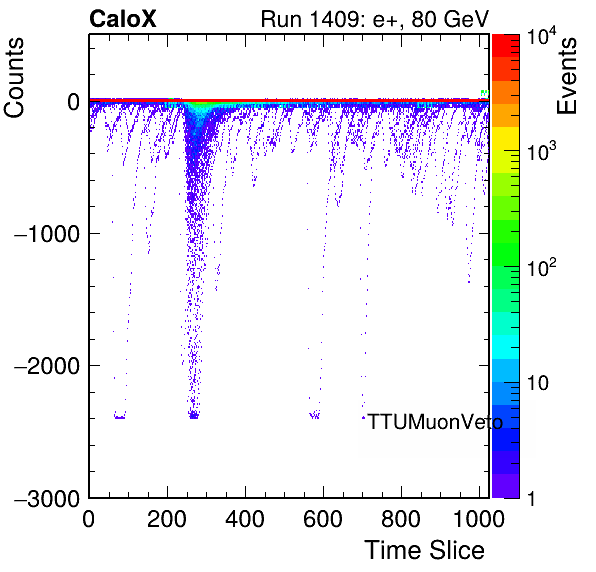 CaloX Run 1409: e+, 80 GeV
Counts
Events
0
−1000
−2000
−3000
0 200 400 600 800 1000
Time Slice
TTUMuonVeto
10^4
10^3
10^2
10
1